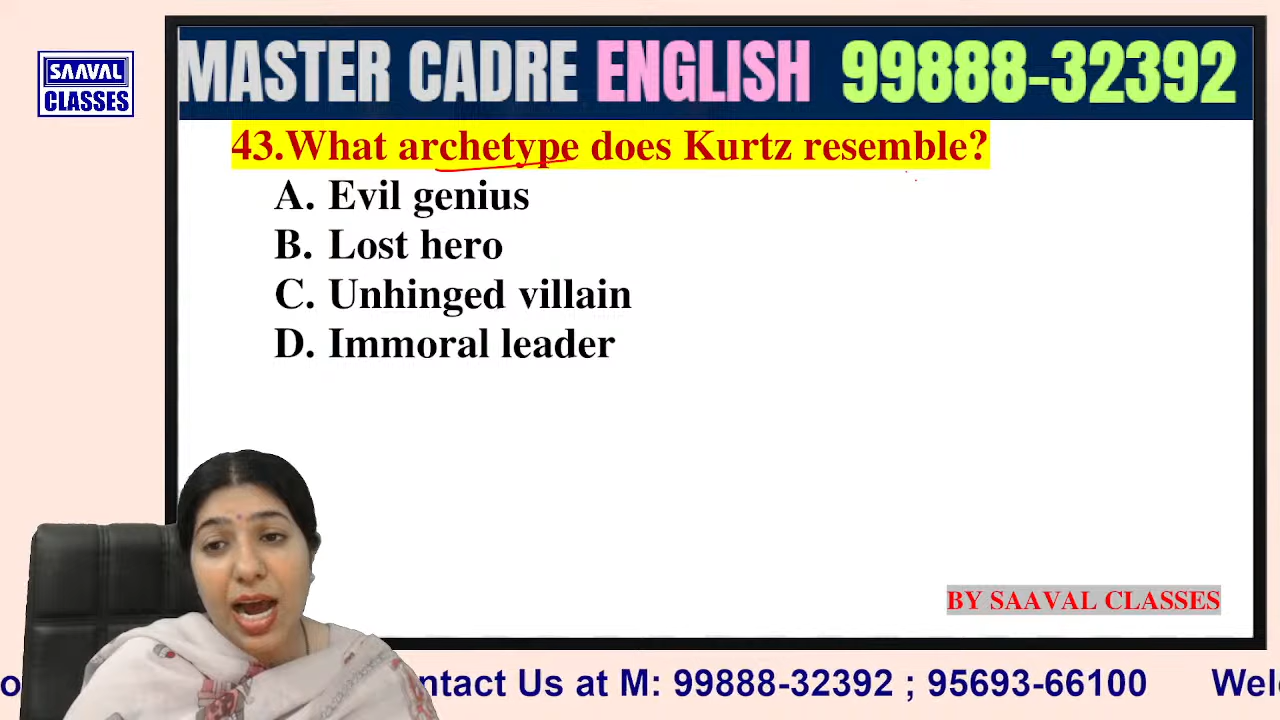 SAAVAL
CLASSES
MASTER CADRE ENGLISH 99888-32392
43.What archetype does Kurtz resemble?
A. Evil genius
B. Lost hero
C. Unhinged villain
D. Immoral leader
BY SAAVAL CLASSES
ntact Us at M: 99888-32392 ; 95693-66100 Wel